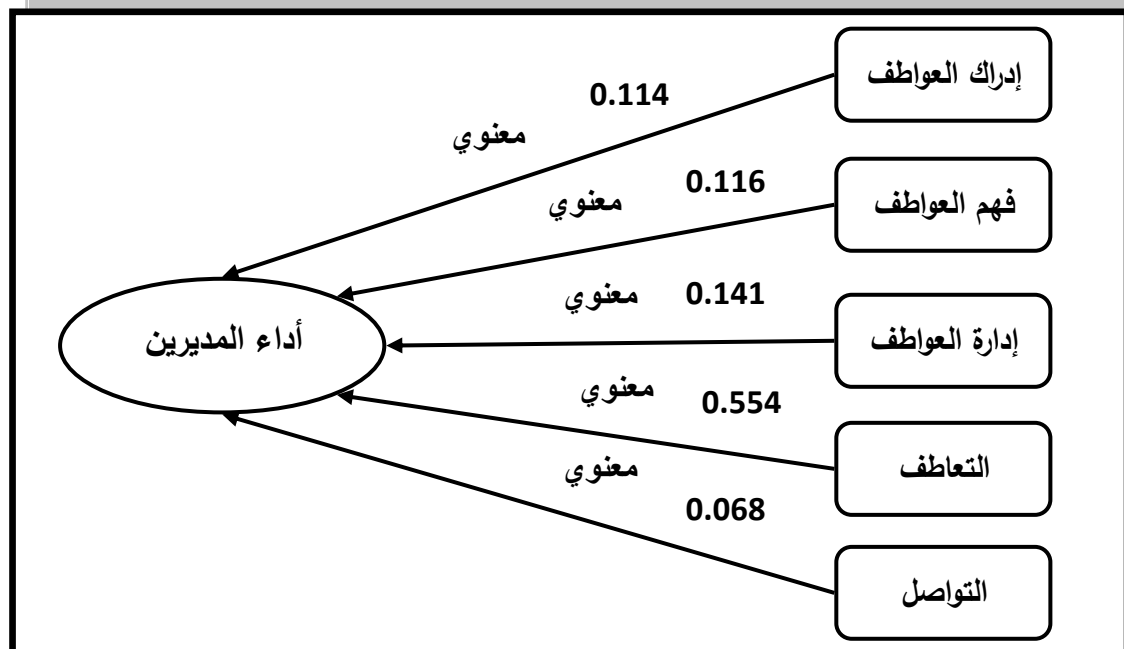 إدراك العواطف
0.114
معنوي
فهم العواطف
0.116
معنوي
إدارة العواطف
0.141
معنوي
أداء المديرين
التعاطف
0.554
معنوي
التواصل
0.068
معنوي